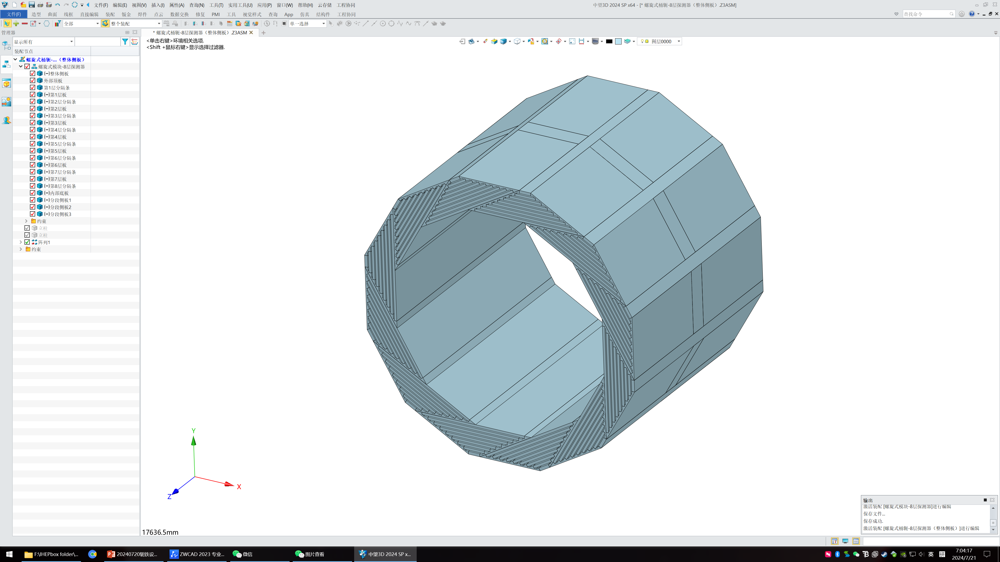 文件(F) 编辑(E) 视图(V) 插入(I) 属性(A) 查询(N) 工具(T) 实用工具(U) 应用(P) 窗口(W) 帮助(H) 云存储 工程协同
中望3D 2024 SP x64 - [* 螺旋式桶轭-8层探测器（整体侧板）.Z3ASM]
文件(F) 造型 曲面 线框 直接编辑 装配 钣金 焊件 点云 数据交换 修复 PMI 工具 视觉样式 查询 App 仿真 结构件 工程协同
查找命令
全部 整个装配 单一选择
管理器
* 螺旋式桶轭-8层探测器（整体侧板）.Z3ASM
显示所有
<单击右键>环境相关选项.
<Shift +鼠标右键>显示选择过滤器.
图层0000
装配节点
螺旋式桶轭-...（整体侧板）
螺旋式模块-8层探测器
(−)整体侧板
外部顶板
第1层分隔条
(−)第1层板
(−)第2层分隔条
(−)第2层板
(−)第3层分隔条
(−)第3层板
(−)第4层分隔条
(−)第4层板
(−)第5层分隔条
(−)第5层板
(−)第6层分隔条
(−)第6层板
(−)第7层分隔条
(−)第7层板
(−)第8层分隔条
(−)内部底板
(−)分段侧板1
(−)分段侧板2
(−)分段侧板3
约束
立柱
立柱
阵列1
约束
Y
X
Z
17636.5mm
输出
激活装配 [螺旋式模块-8层探测器]进行编辑
保存文件...
保存成功.
激活装配 [螺旋式桶轭-8层探测器（整体侧板）]进行编辑
F:\IHEPbox folder\...
20240720轭铁设...
ZWCAD 2023 专业...
微信
图片查看
中望3D 2024 SP x...
英
拼
7:04:17
2024/7/21